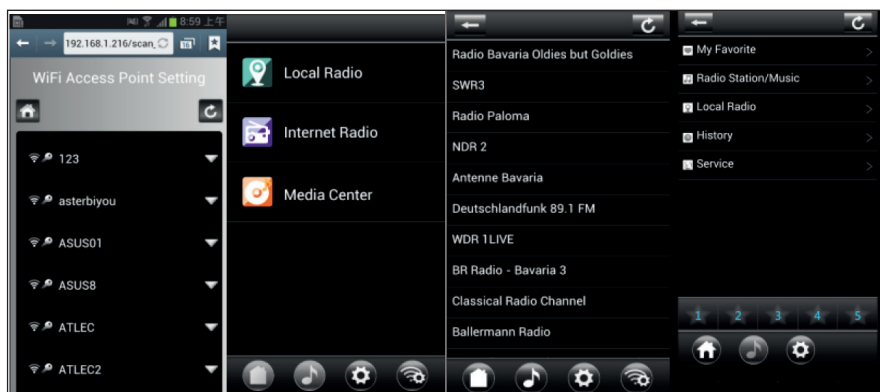 8:59 上午
192.168.1.216/scan_
WiFi Access Point Setting
123
asterbiyou
ASUS01
ASUS8
ATLEC
ATLEC2
Local Radio
Internet Radio
Media Center
Radio Bavaria Oldies but Goldies
SWR3
Radio Paloma
NDR 2
Antenne Bavaria
Deutschlandfunk 89.1 FM
WDR 1LIVE
BR Radio - Bavaria 3
Classical Radio Channel
Ballermann Radio
My Favorite
Radio Station/Music
Local Radio
History
Service
1 2 3 4 5